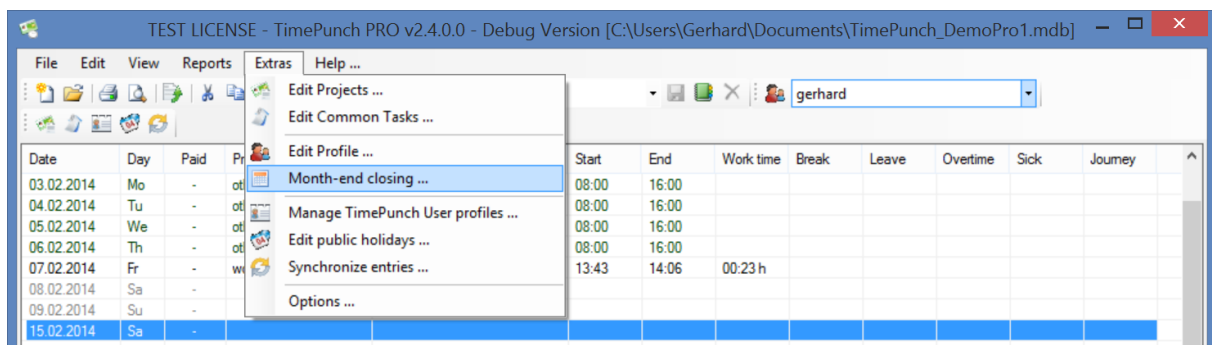 TEST LICENSE - TimePunch PRO v2.4.0.0 - Debug Version [C:\Users\Gerhard\Documents\TimePunch_DemoPro1.mdb]
File Edit View Reports Extras Help ...
gerhard
Edit Projects ...
Edit Common Tasks ...
Edit Profile ...
Month-end closing ...
Manage TimePunch User profiles ...
Edit public holidays ...
Synchronize entries ...
Options ...
Date Day Paid Start End Work time Break Leave Overtime Sick Journey
03.02.2014 Mo - 08:00 16:00
04.02.2014 Tu - 08:00 16:00
05.02.2014 We - 08:00 16:00
06.02.2014 Th - 08:00 16:00
07.02.2014 Fr - 13:43 14:06 00:23 h
08.02.2014 Sa -
09.02.2014 Su -
15.02.2014 Sa -